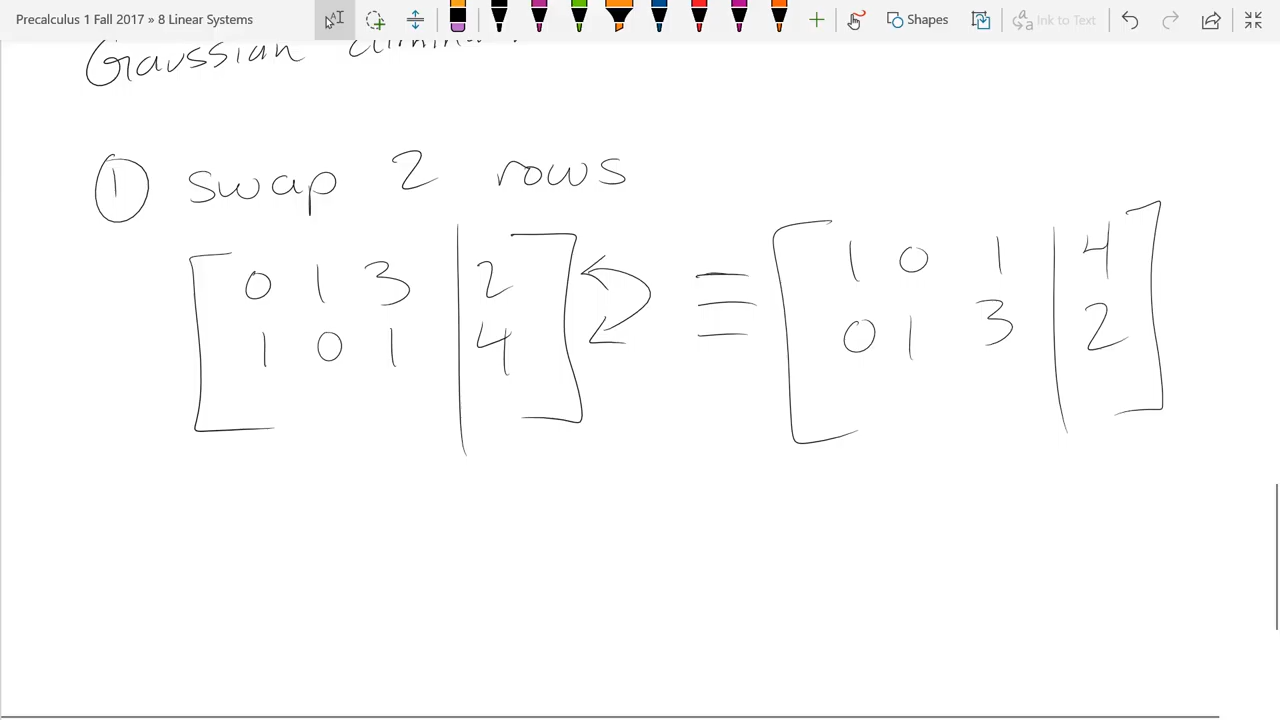 Precalculus 1 Fall 2017 » 8 Linear Systems
Shapes
Ink to Text
Gaussian
① swap 2 rows
[ 0 1 3 | 2 ] ≡ [ 1 0 1 | 4 ]
[ 1 0 1 | 4 ] [ 0 1 3 | 2 ]